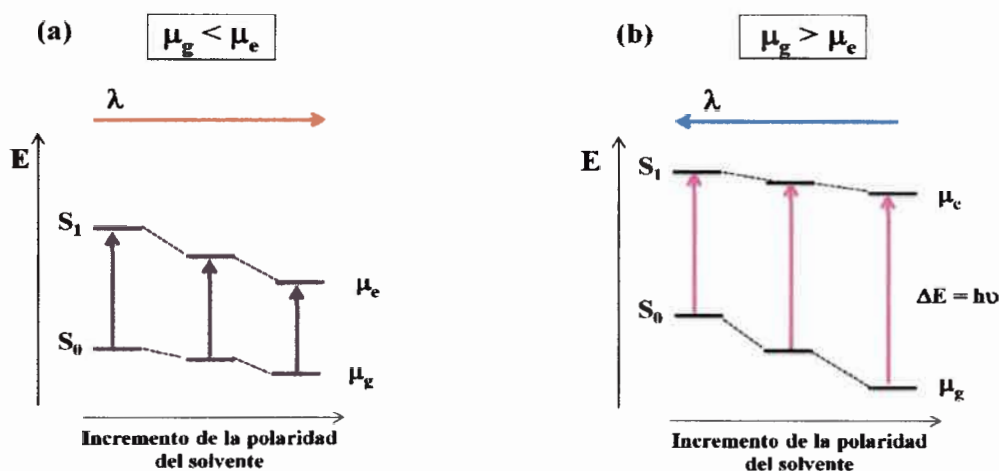 (a)
μg < μe
λ
E
S1
S0
μe
μg
Incremento de la polaridad
del solvente
(b)
μg > μe
λ
E
S1
S0
μe
ΔE = hυ
μg
Incremento de la polaridad
del solvente